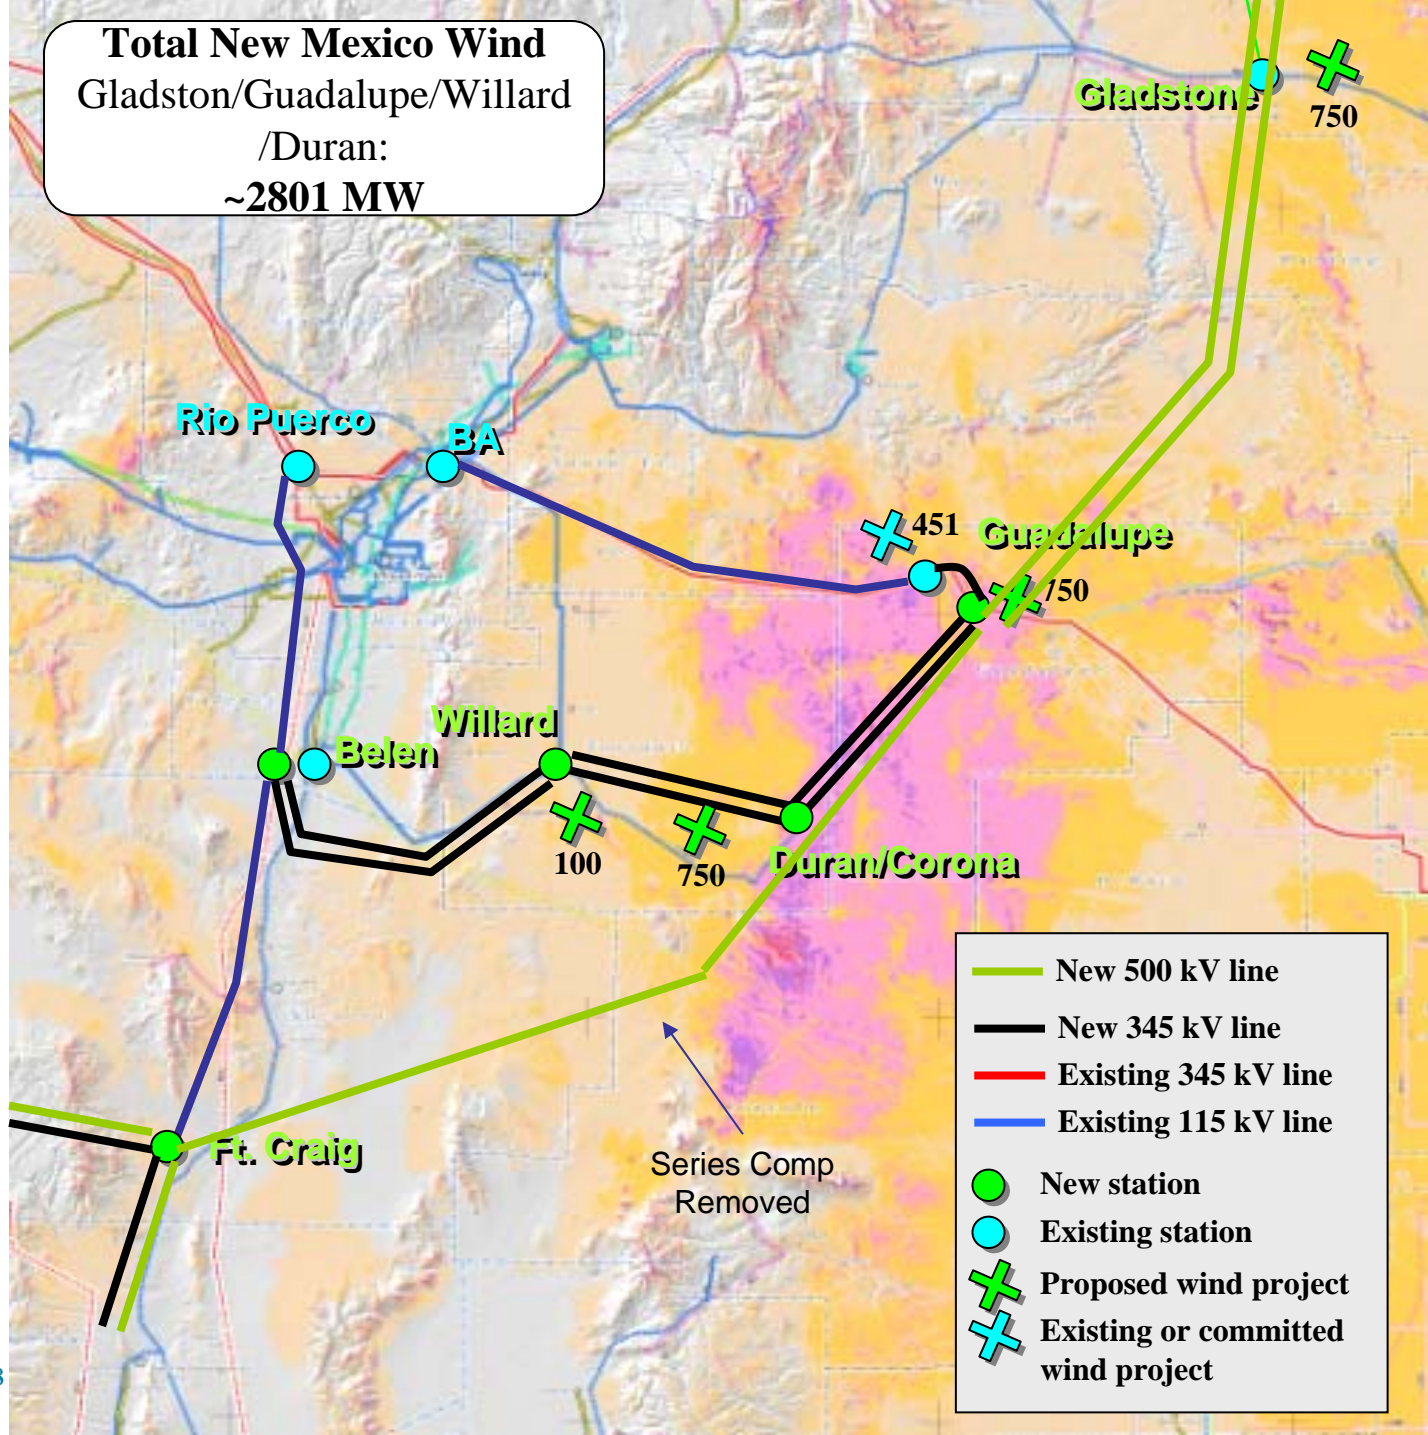 Total New Mexico Wind
Gladston/Guadalupe/Willard
/Duran:
~2801 MW
Gladstone
750
Rio Puerco
BA
451
Guadalupe
750
Willard
Belen
100
750
Duran/Corona
Ft. Craig
Series Comp
Removed
New 500 kV line
New 345 kV line
Existing 345 kV line
Existing 115 kV line
New station
Existing station
Proposed wind project
Existing or committed
wind project